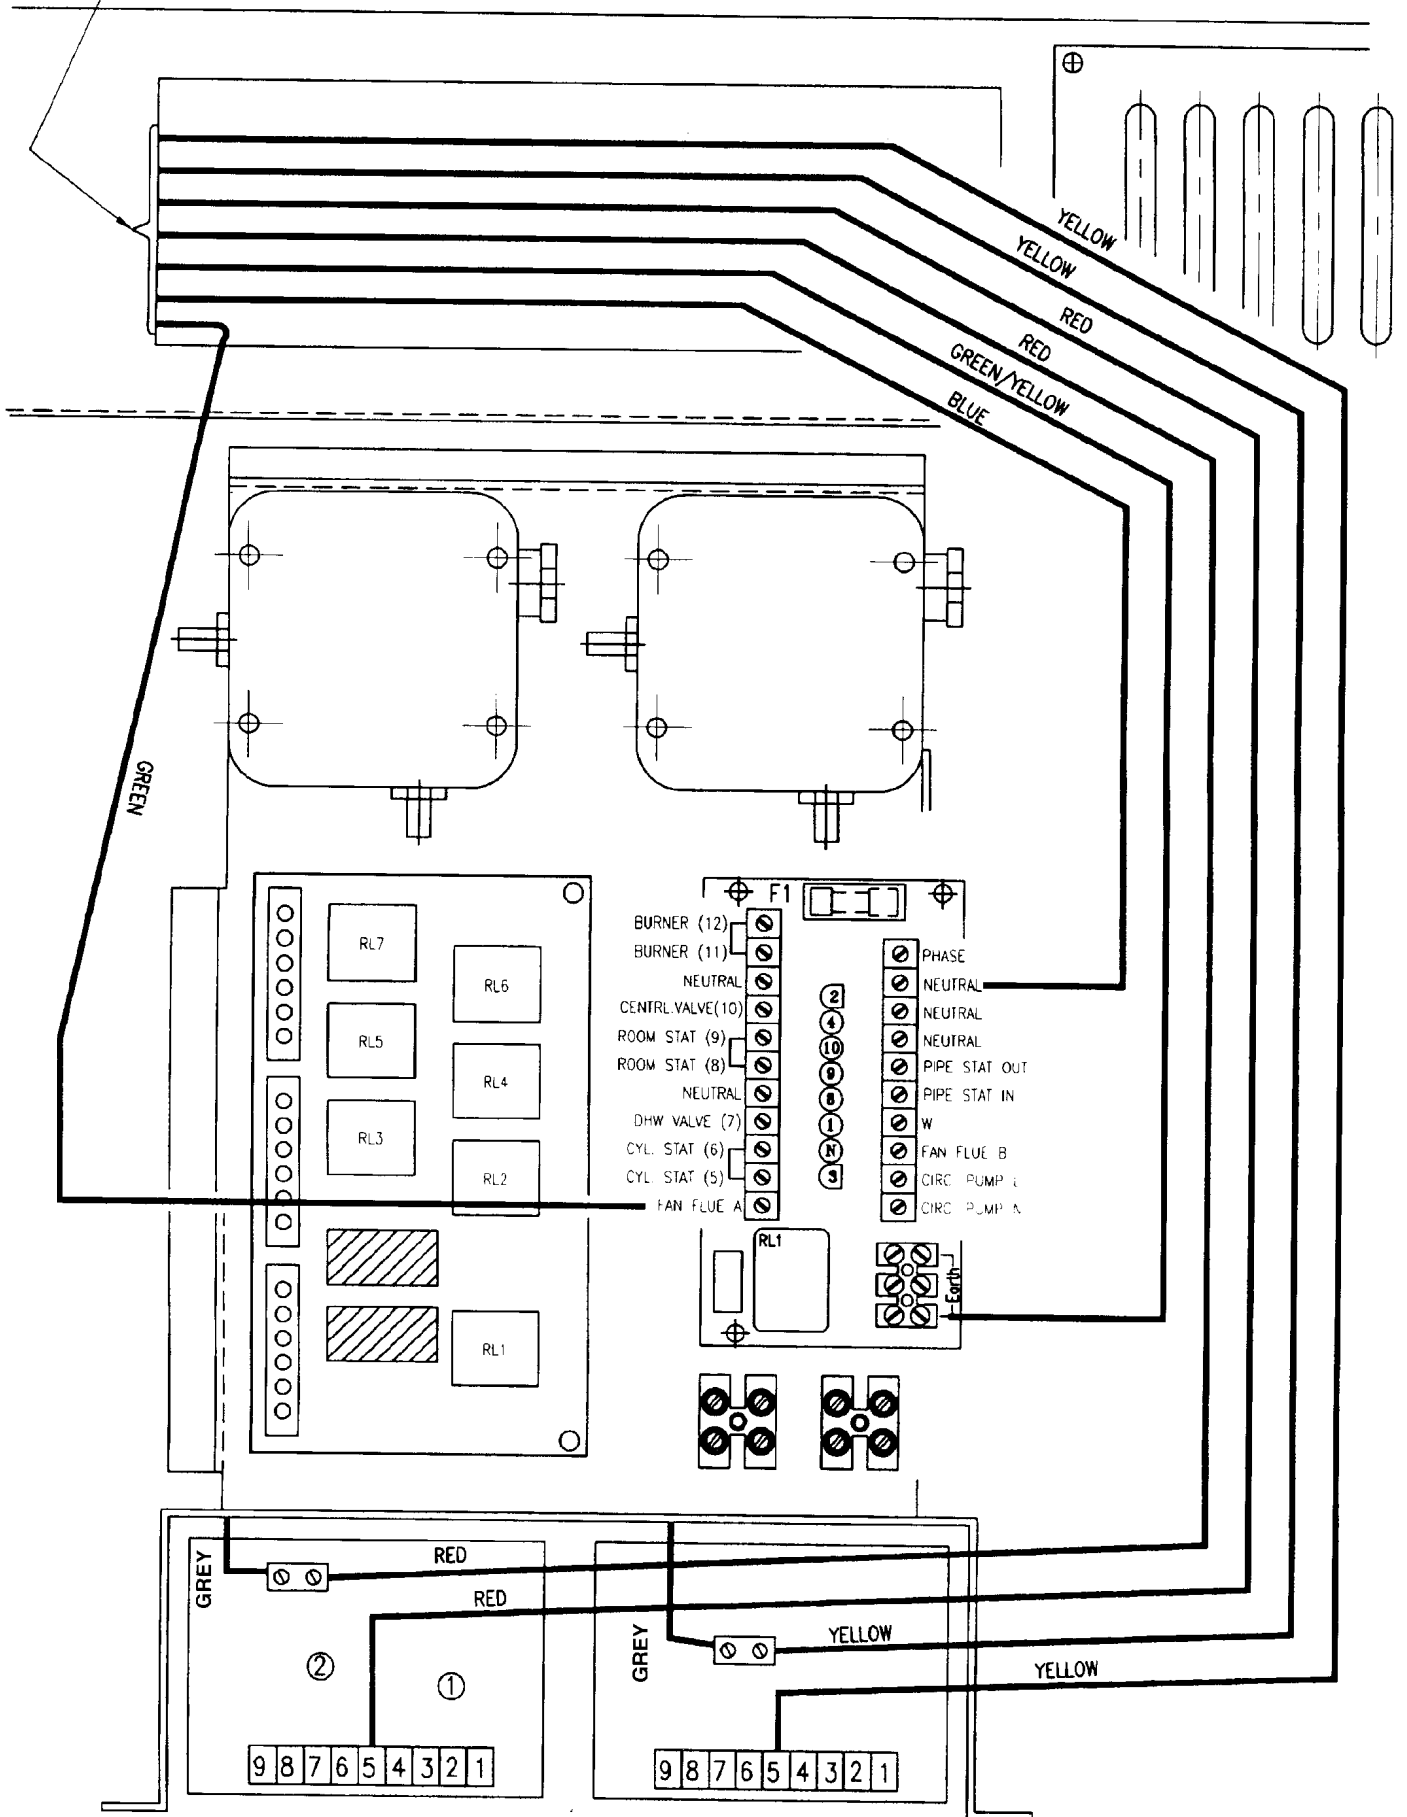 YELLOW
YELLOW
RED
RED
GREEN/YELLOW
BLUE
GREEN
RL7
RL6
RL5
RL4
RL3
RL2
RL1
F1
BURNER (12)
BURNER (11)
NEUTRAL
CENTRL.VALVE(10)
ROOM STAT (9)
ROOM STAT (8)
NEUTRAL
DHW VALVE (7)
CYL. STAT (6)
CYL. STAT (5)
FAN FLUE A
2
4
10
9
8
1
N
3
PHASE
NEUTRAL
NEUTRAL
NEUTRAL
PIPE STAT OUT
PIPE STAT IN
W
FAN FLUE B
CIRC PUMP L
CIRC PUMP N
RL1
Earth
GREY
RED
RED
2
1
9 8 7 6 5 4 3 2 1
GREY
YELLOW
YELLOW
9 8 7 6 5 4 3 2 1